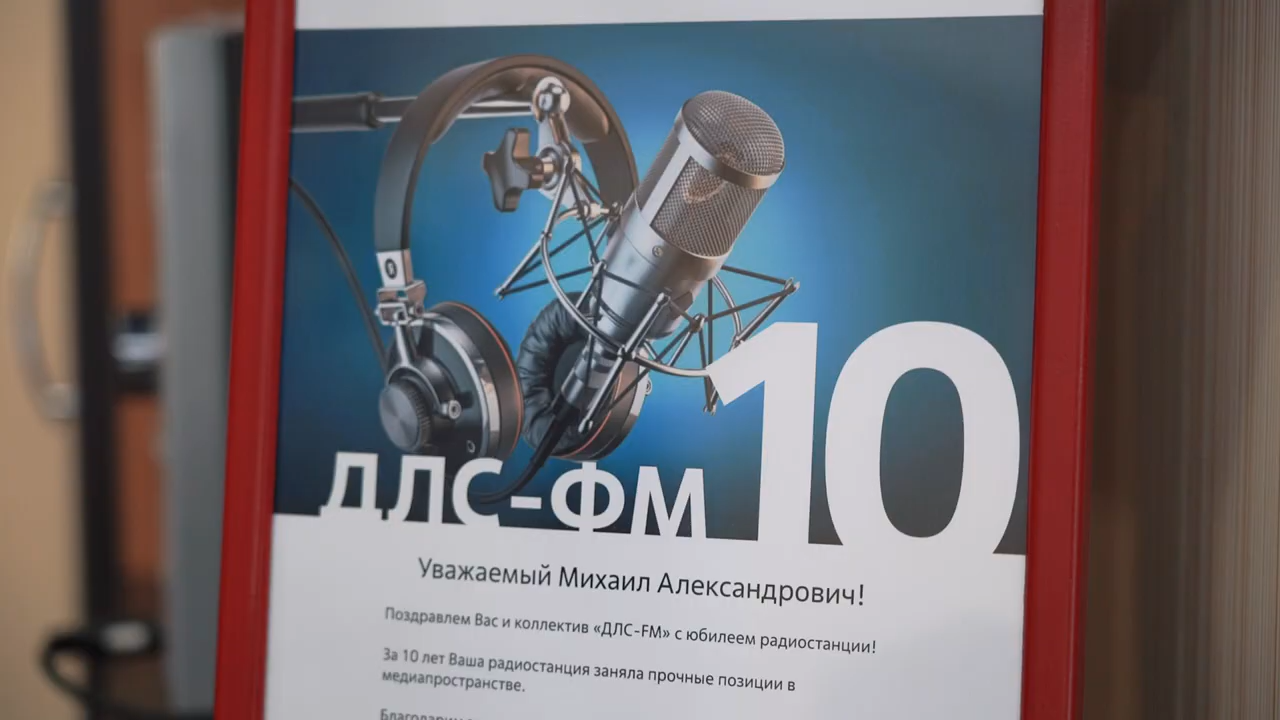 ДЛС-ФМ 10
Уважаемый Михаил Александрович!
Поздравлем Вас и коллектив «ДЛС-FM» с юбилеем радиостанции!
За 10 лет Ваша радиостанция заняла прочные позиции в
медиапространстве.
Благодарим